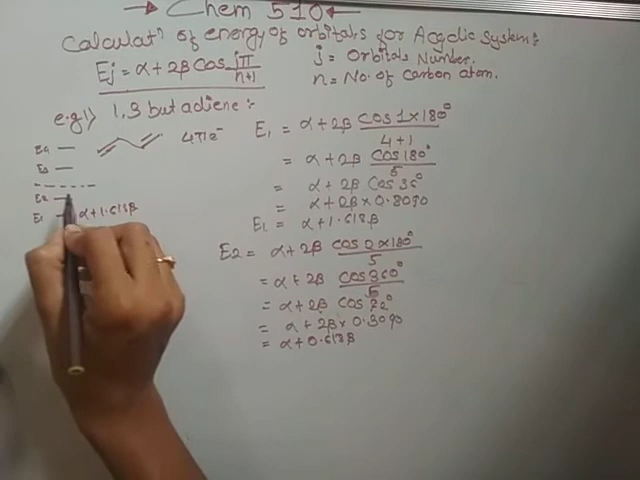 Chem 510
Calculatn of energy of orbitals for Acyclic System:
Ej = α + 2β Cos jπ/n+1
j = Orbitals Number.
n = No. of Carbon atom.
e.g 1) 1,3 butadiene :-
4πe⁻
E4
E3
E2
E1 α+1.618β
E1 = α + 2β Cos 1×180°/4+1
= α + 2β Cos 180°/5
= α + 2β Cos 36°
= α + 2β × 0.8090
E1 = α + 1.618β
E2 = α + 2β Cos 2×180°/5
= α + 2β Cos 360°/5
= α + 2β Cos 72°
= α + 2β × 0.3090
= α + 0.618β